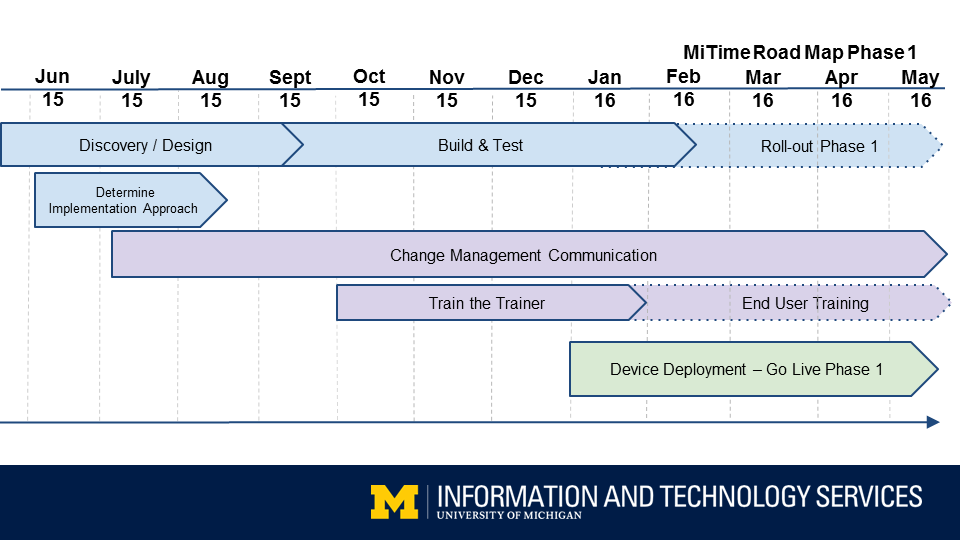 MiTime Road Map Phase 1
Jun July Aug Sept Oct Nov Dec Jan Feb Mar Apr May
15 15 15 15 15 15 15 16 16 16 16 16
Discovery / Design Build & Test Roll-out Phase 1
Determine
Implementation Approach
Change Management Communication
Train the Trainer End User Training
Device Deployment – Go Live Phase 1
M INFORMATION AND TECHNOLOGY SERVICES
UNIVERSITY OF MICHIGAN